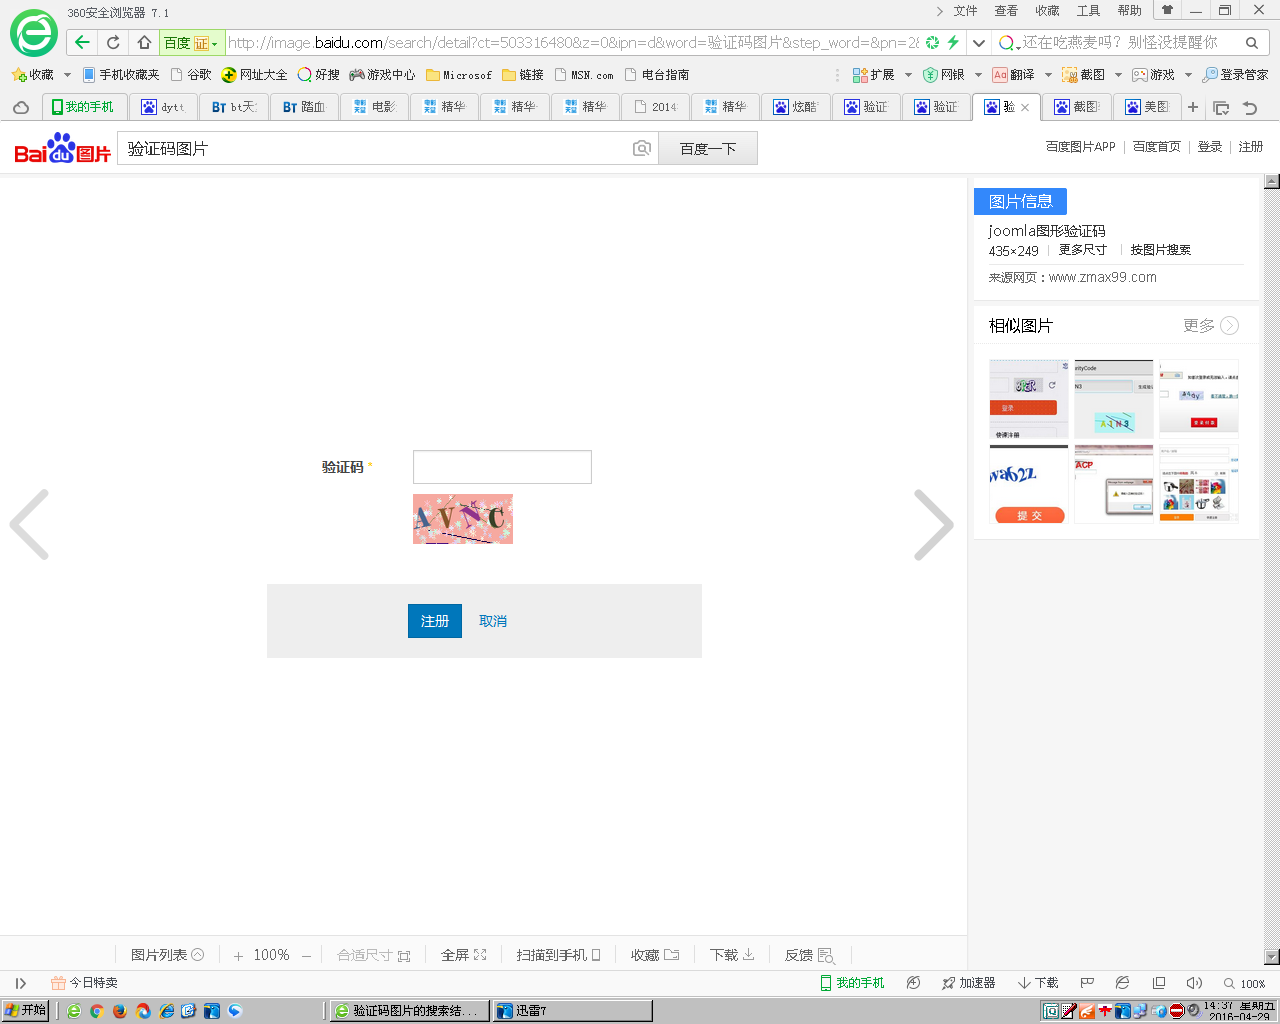 360安全浏览器 7.1
文件 查看 收藏 工具 帮助
百度 证 http://image.baidu.com/search/detail?ct=503316480&z=0&ipn=d&word=验证码图片&step_word=&pn=2&
还在吃燕麦吗？别怪没提醒你
收藏 手机收藏夹 谷歌 网址大全 好搜 游戏中心 Microsof 链接 MSN.com 电台指南
扩展 网银 翻译 截图 游戏 登录管家
我的手机 dytt BT bt天 BT 踏血 电影 精华 精华 精华 2014 精华 炫酷 验证 验证 验 截图 美图
Bai du 图片 验证码图片 百度一下
百度图片APP 百度首页 登录 注册
图片信息
joomla图形验证码
435×249 更多尺寸 按图片搜索
来源网页：www.zmax99.com
相似图片 更多
登录
快速注册
A1N3
wab2z
提 交
验证码 *
A V N C
注册 取消
图片列表 100% 合适尺寸 全屏 扫描到手机 收藏 下载 反馈
今日特卖
我的手机 加速器 下载 100%
开始 验证码图片的搜索结... 迅雷7
14:37 星期五
2016-04-29